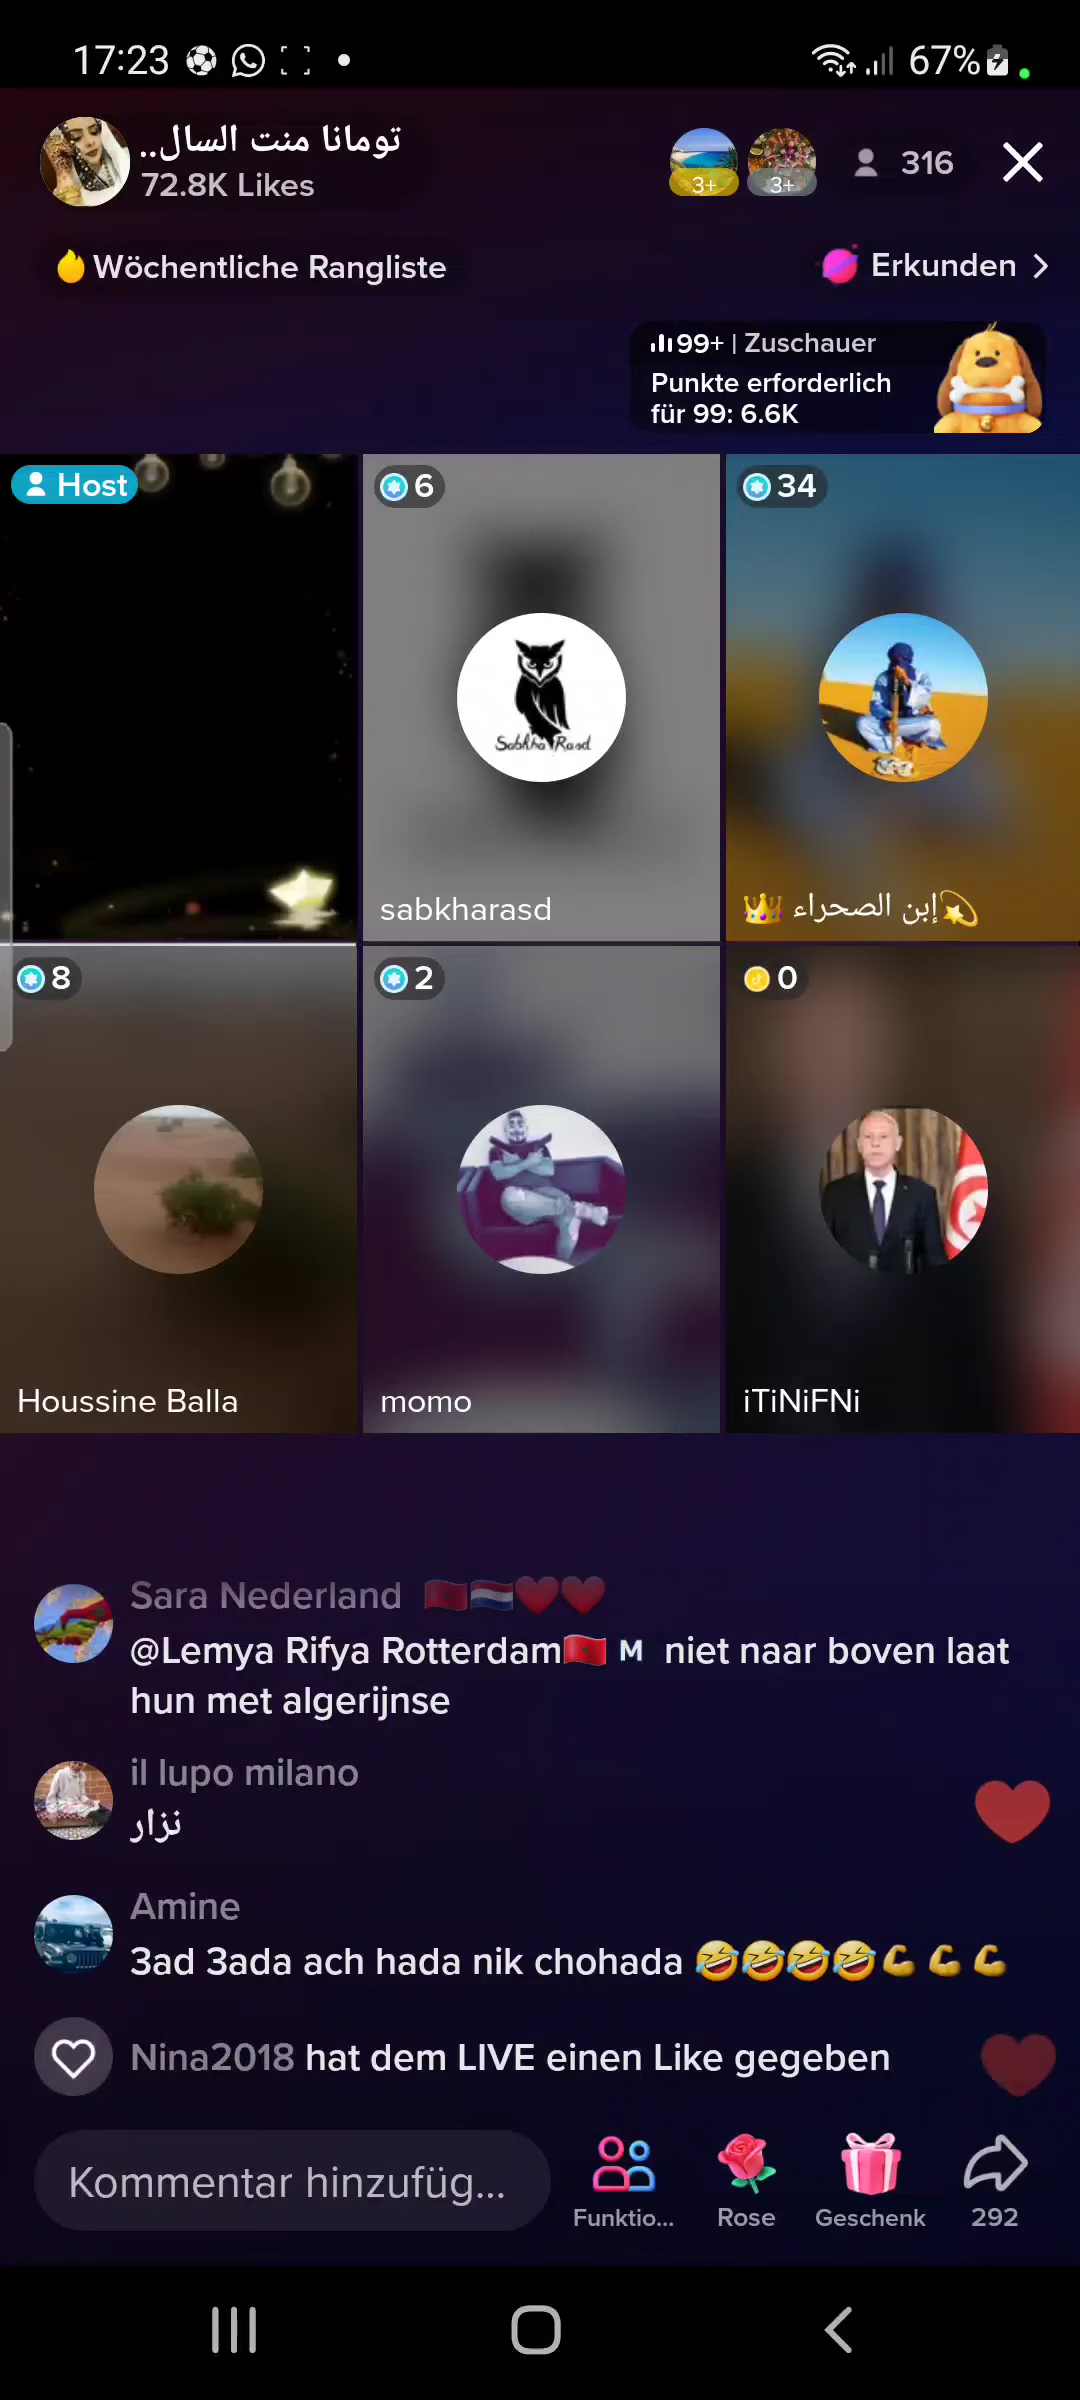 17:23
67%
تومانا منت السال..
72.8K Likes
3+
3+
316
Wöchentliche Rangliste
Erkunden
99+ | Zuschauer
Punkte erforderlich
für 99: 6.6K
Host
6
34
Sabkha Rasd
sabkharasd
إبن الصحراء
8
2
0
Houssine Balla
momo
iTiNiFNi
Sara Nederland 🇲🇦🇳🇱❤️❤️
@Lemya Rifya Rotterdam🇲🇦 M niet naar boven laat
hun met algerijnse
il lupo milano
نزار
Amine
3ad 3ada ach hada nik chohada 🤣🤣🤣🤣💪💪💪
Nina2018 hat dem LIVE einen Like gegeben
Kommentar hinzufüg...
Funktio...
Rose
Geschenk
292